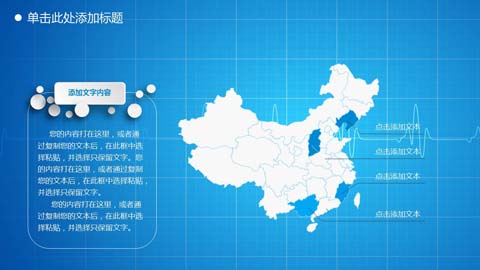 单击此处添加标题
添加文字内容
您的内容打在这里，或者通
过复制您的文本后，在此框中选
择粘贴，并选择只保留文字。您
的内容打在这里，或者通过复制
您的文本后，在此框中选择粘贴，
并选择只保留文字。
您的内容打在这里，或者通
过复制您的文本后，在此框中选
择粘贴，并选择只保留文字。
点击添加文本
点击添加文本
点击添加文本
点击添加文本